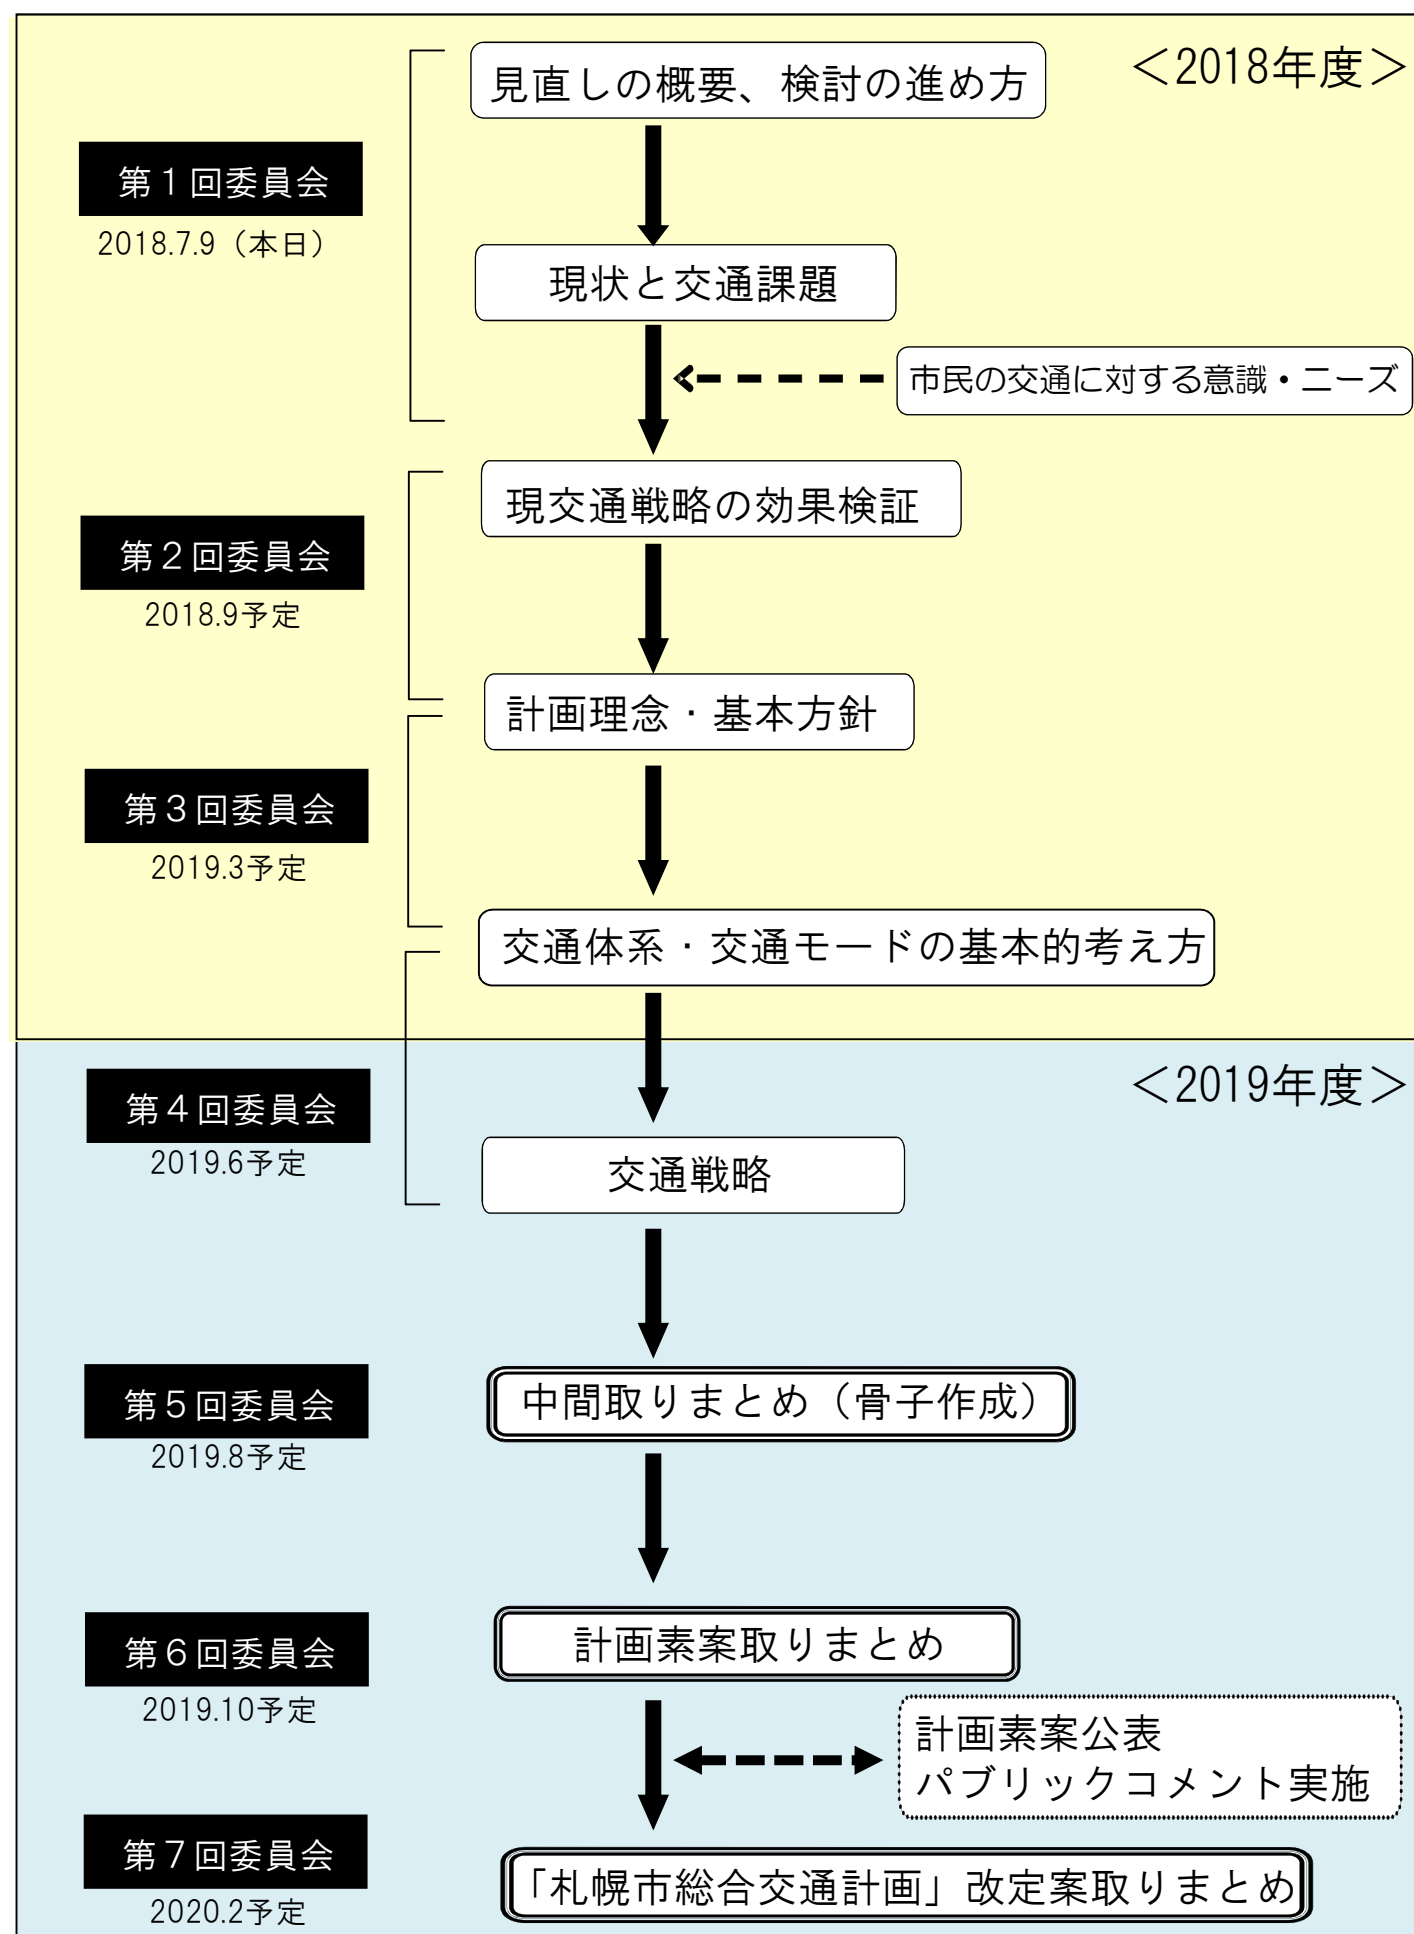 ＜2018年度＞
見直しの概要、検討の進め方
第１回委員会
2018.7.9（本日）
現状と交通課題
市民の交通に対する意識・ニーズ
現交通戦略の効果検証
第２回委員会
2018.9予定
計画理念・基本方針
第３回委員会
2019.3予定
交通体系・交通モードの基本的考え方
＜2019年度＞
第４回委員会
2019.6予定
交通戦略
第５回委員会
2019.8予定
中間取りまとめ（骨子作成）
第６回委員会
2019.10予定
計画素案取りまとめ
計画素案公表
パブリックコメント実施
第７回委員会
2020.2予定
「札幌市総合交通計画」改定案取りまとめ